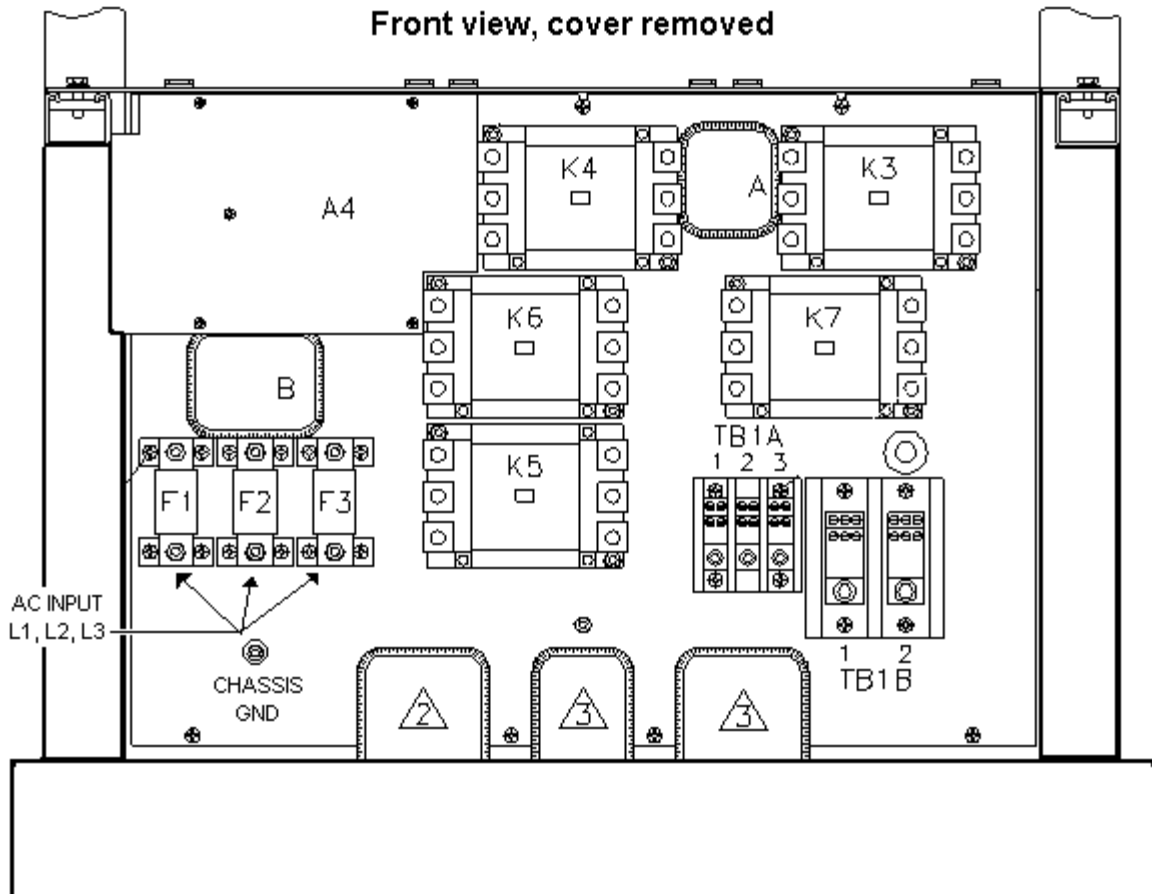 Front view, cover removed
K4
A
K3
A4
K6
K7
B
TB1A
1 2 3
K5
F1 F2 F3
AC INPUT
L1, L2, L3
1 2
TB1B
CHASSIS
GND
2
3
3